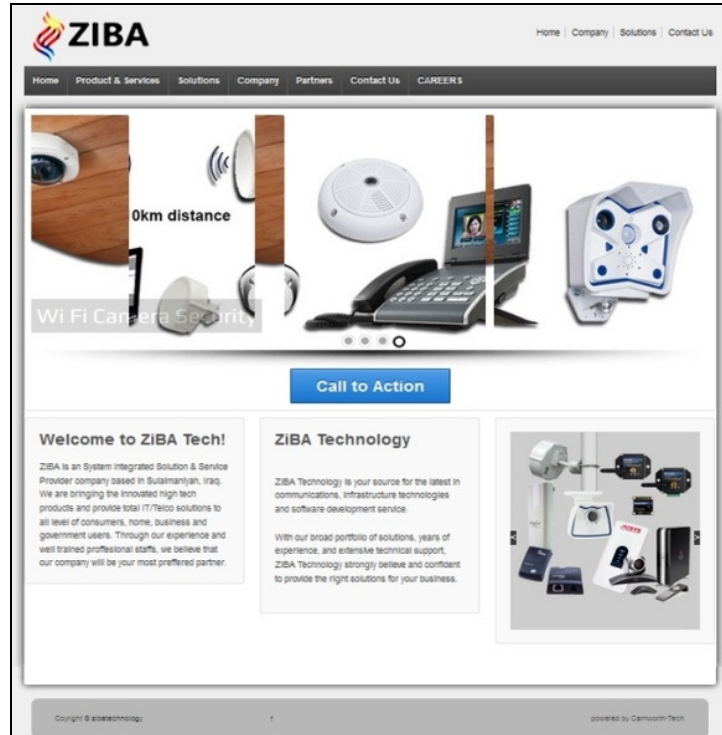 ZIBA
Home Company Solutions Contact Us
Home Product & Services Solutions Company Partners Contact Us CAREERS
0km distance
Wi Fi Camera Security
Call to Action
Welcome to ZiBA Tech!
ZIBA is an System Integrated Solution & Service
Provider company based in Sulaimaniyah, Iraq.
We are bringing the innovated high tech
products and provide total IT/Telco solutions to
all level of consumers, home, business and
government users. Through our experience and
well trained proffesional staffs, we believe that
our company will be your most preffered partner.
ZiBA Technology
ZIBA Technology is your source for the latest in
communications, infrastructure technologies
and software development service.
With our broad portfolio of solutions, years of
experience, and extensive technical support,
ZIBA Technology strongly believe and confident
to provide the right solutions for your business.
Coyright © zibatechnology
powered by Camworth-Tech